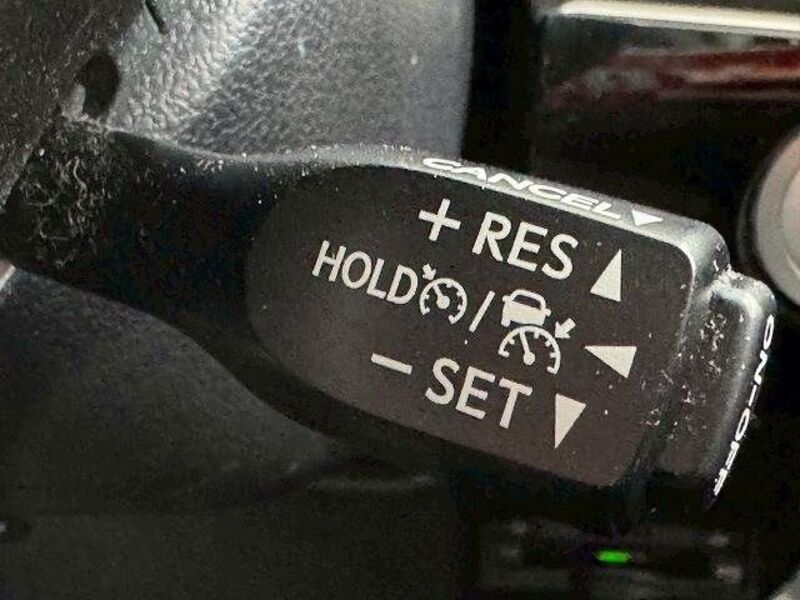 CANCEL
+ RES
HOLD /
- SET
ON-OFF